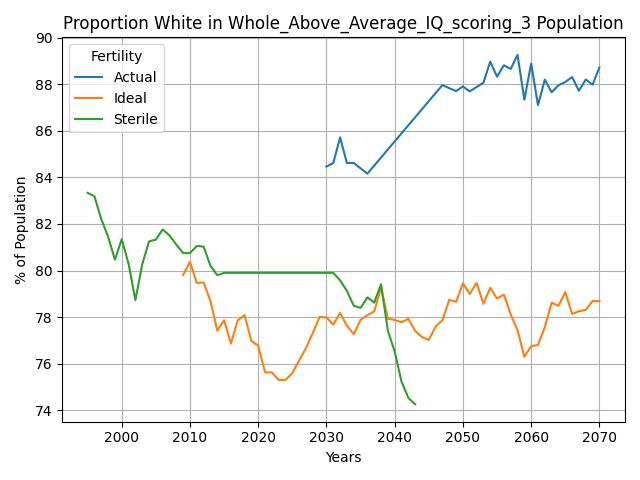 Proportion White in Whole_Above_Average_IQ_scoring_3 Population
% of Population
90
88
86
84
82
80
78
76
74
Fertility
Actual
Ideal
Sterile
2000 2010 2020 2030 2040 2050 2060 2070
Years